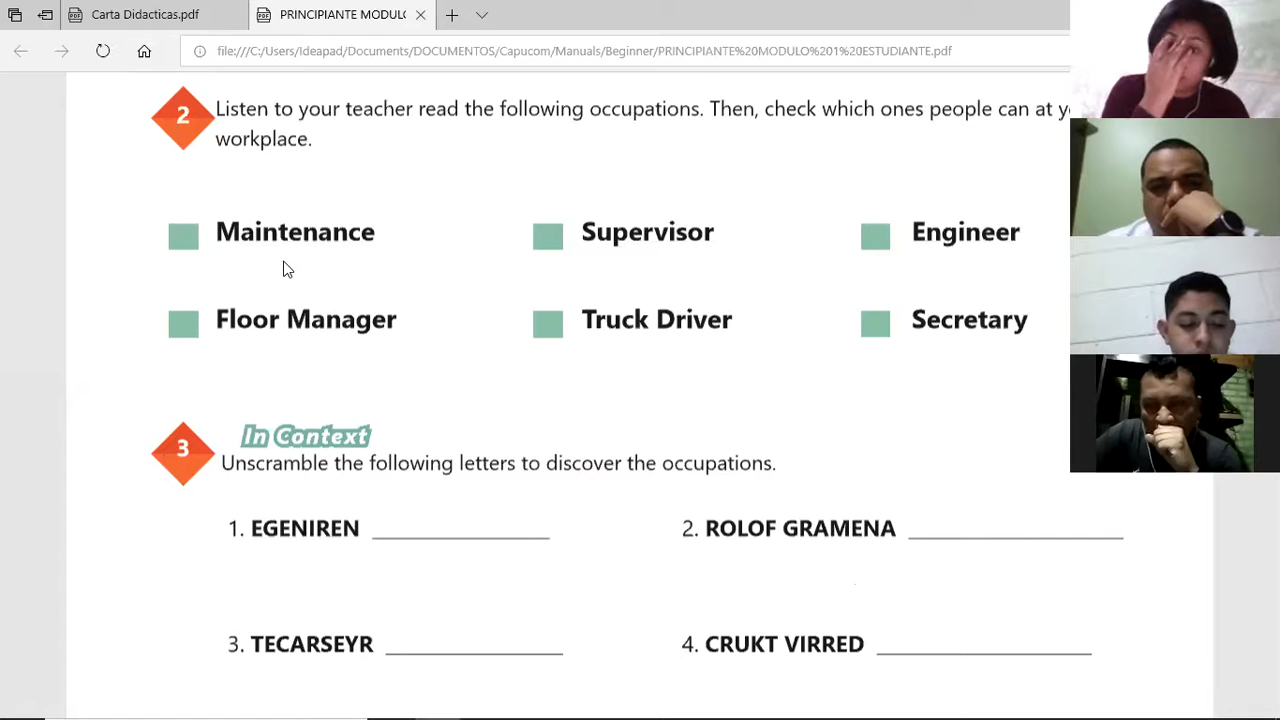 Carta Didacticas.pdf
PRINCIPIANTE MODULO
file:///C:/Users/Ideapad/Documents/DOCUMENTOS/Capucom/Manuals/Beginner/PRINCIPIANTE%20MODULO%201%20ESTUDIANTE.pdf
2
Listen to your teacher read the following occupations. Then, check which ones people can at
workplace.
Maintenance Supervisor Engineer
Floor Manager Truck Driver Secretary
3
In Context
Unscramble the following letters to discover the occupations.
1. EGENIREN 2. ROLOF GRAMENA
3. TECARSEYR 4. CRUKT VIRRED